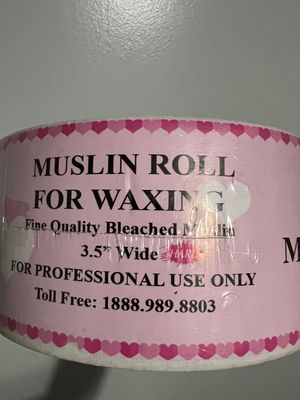 MUSLIN ROLL
FOR WAXING
Fine Quality Bleached Muslin
3.5" Wide
FOR PROFESSIONAL USE ONLY
Toll Free: 1888.989.8803
M